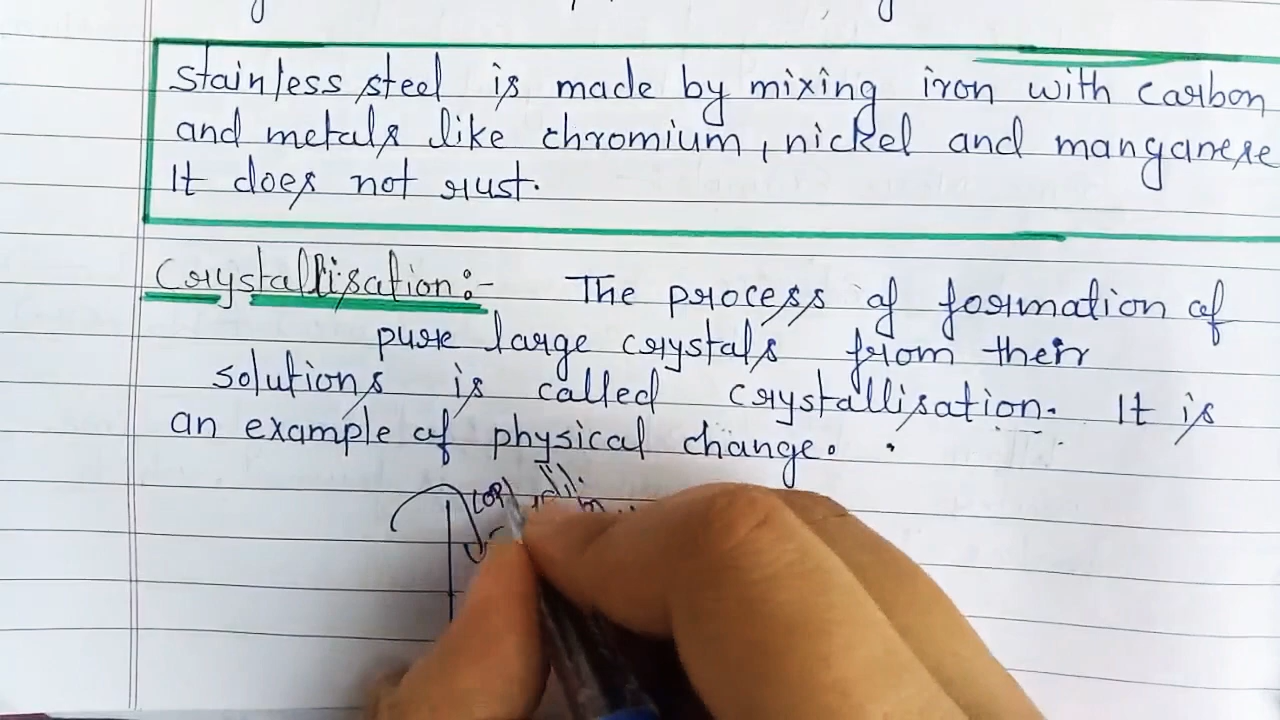 Stainless steel is made by mixing iron with carbon
and metals like chromium, nickel and manganese
It does not rust.
Crystallisation:- The process of formation of
pure large crystals from their
solutions is called crystallisation. It is
an example of physical change.
(or)